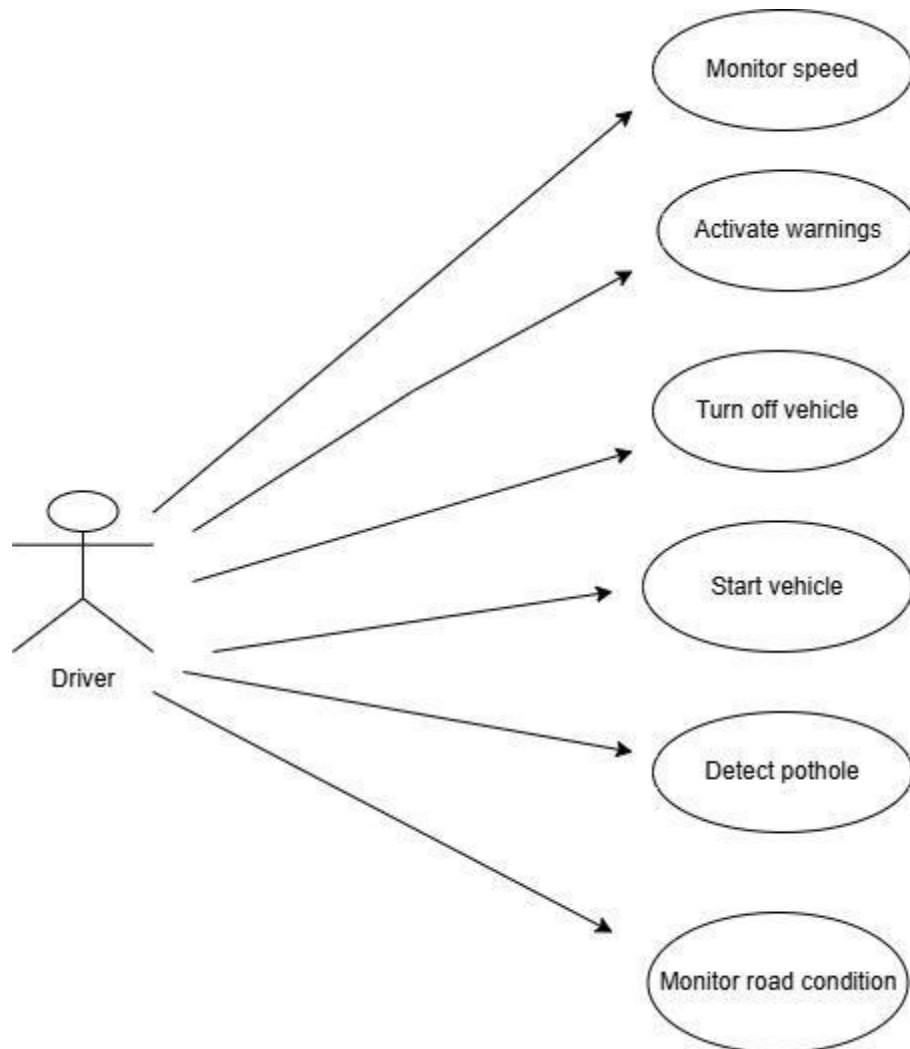 Monitor speed
Activate warnings
Turn off vehicle
Start vehicle
Driver
Detect pothole
Monitor road condition